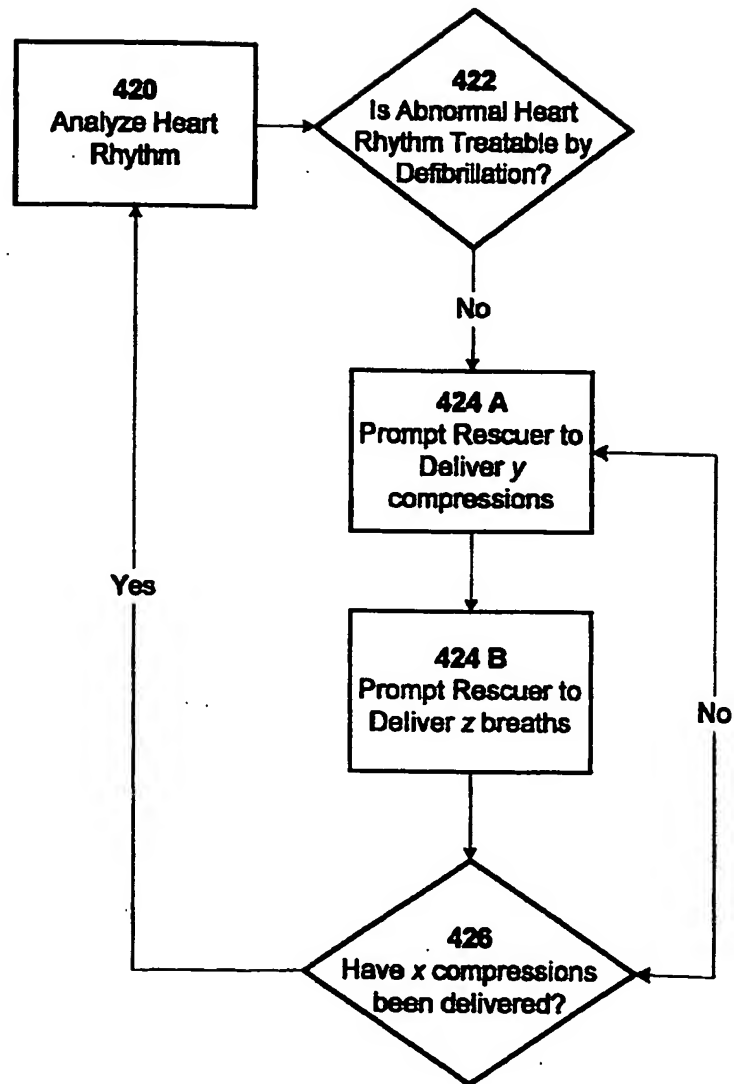 420
Analyze Heart
Rhythm
422
Is Abnormal Heart
Rhythm Treatable by
Defibrillation?
No
424 A
Prompt Rescuer to
Deliver y
compressions
Yes
424 B
Prompt Rescuer to
Deliver z breaths
No
426
Have x compressions
been delivered?